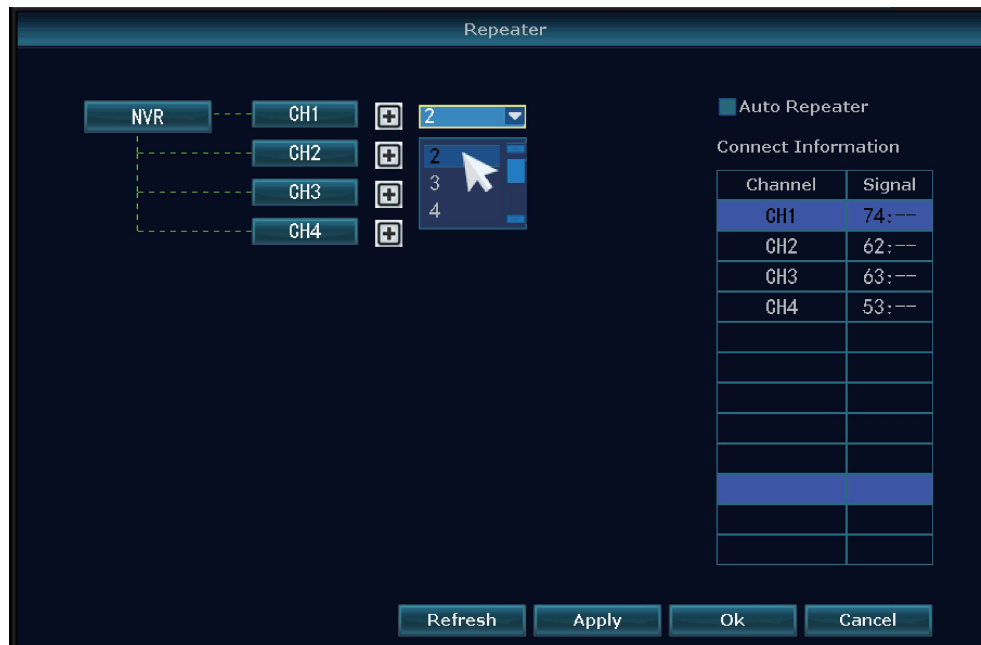 Repeater
NVR CH1 2
CH2 2
CH3 3
CH4 4
Auto Repeater
Connect Information
Channel Signal
CH1 74:--
CH2 62:--
CH3 63:--
CH4 53:--
Refresh Apply Ok Cancel